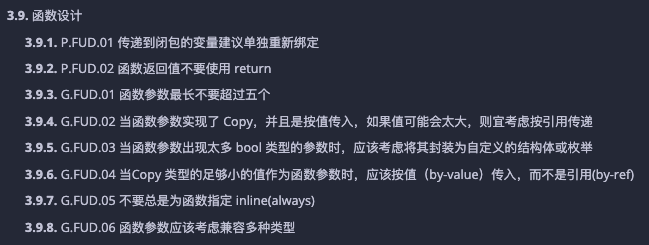 3.9. 函数设计
3.9.1. P.FUD.01 传递到闭包的变量建议单独重新绑定
3.9.2. P.FUD.02 函数返回值不要使用 return
3.9.3. G.FUD.01 函数参数最长不要超过五个
3.9.4. G.FUD.02 当函数参数实现了 Copy，并且是按值传入，如果值可能会太大，则宜考虑按引用传递
3.9.5. G.FUD.03 当函数参数出现太多 bool 类型的参数时，应该考虑将其封装为自定义的结构体或枚举
3.9.6. G.FUD.04 当Copy 类型的足够小的值作为函数参数时，应该按值（by-value）传入，而不是引用(by-ref)
3.9.7. G.FUD.05 不要总是为函数指定 inline(always)
3.9.8. G.FUD.06 函数参数应该考虑兼容多种类型